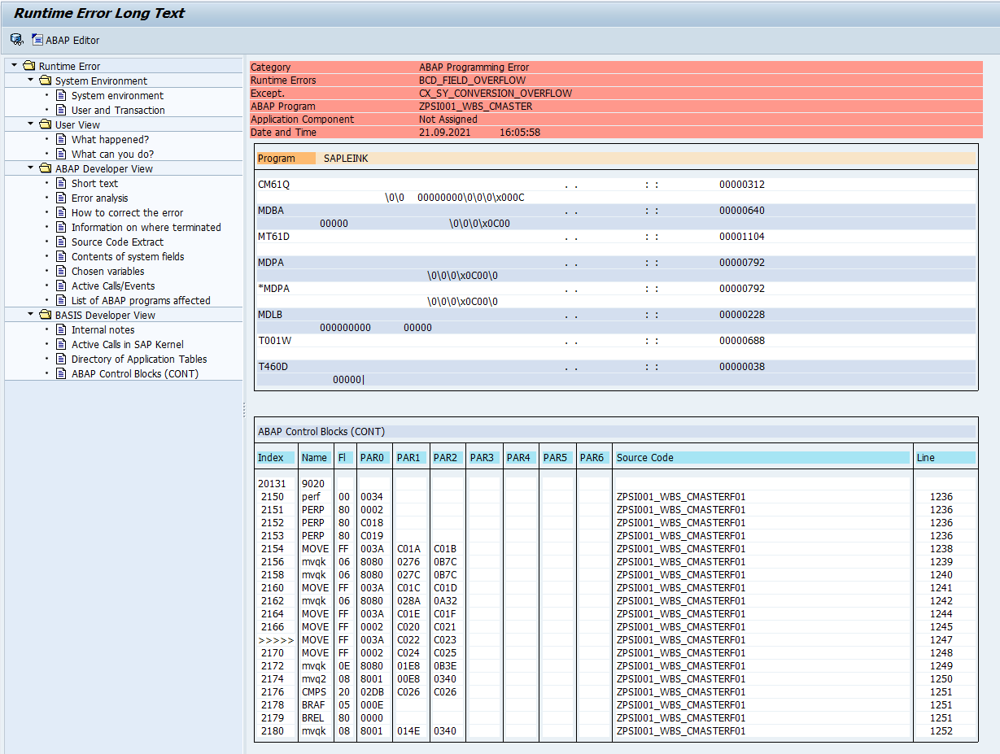 Runtime Error Long Text
ABAP Editor
Runtime Error
System Environment
System environment
User and Transaction
User View
What happened?
What can you do?
ABAP Developer View
Short text
Error analysis
How to correct the error
Information on where terminated
Source Code Extract
Contents of system fields
Chosen variables
Active Calls/Events
List of ABAP programs affected
BASIS Developer View
Internal notes
Active Calls in SAP Kernel
Directory of Application Tables
ABAP Control Blocks (CONT)
Category ABAP Programming Error
Runtime Errors BCD_FIELD_OVERFLOW
Except. CX_SY_CONVERSION_OVERFLOW
ABAP Program ZPSI001_WBS_CMASTER
Application Component Not Assigned
Date and Time 21.09.2021 16:05:58
Program SAPLEINK
CM61Q . . : : 00000312
\0\0 00000000\0\0\0\x000C
MDBA . . : : 00000640
00000 \0\0\0\x0C00
MT61D . . : : 00001104
MDPA . . : : 00000792
\0\0\0\x0C00\0
*MDPA . . : : 00000792
\0\0\0\x0C00\0
MDLB . . : : 00000228
000000000 00000
T001W . . : : 00000688
T460D . . : : 00000038
00000|
ABAP Control Blocks (CONT)
Index Name Fl PAR0 PAR1 PAR2 PAR3 PAR4 PAR5 PAR6 Source Code Line
20131 9020
2150 perf 00 0034 ZPSI001_WBS_CMASTERF01 1236
2151 PERP 80 0002 ZPSI001_WBS_CMASTERF01 1236
2152 PERP 80 C018 ZPSI001_WBS_CMASTERF01 1236
2153 PERP 80 C019 ZPSI001_WBS_CMASTERF01 1236
2154 MOVE FF 003A C01A C01B ZPSI001_WBS_CMASTERF01 1238
2156 mvqk 06 8080 0276 0B7C ZPSI001_WBS_CMASTERF01 1239
2158 mvqk 06 8080 027C 0B7C ZPSI001_WBS_CMASTERF01 1240
2160 MOVE FF 003A C01C C01D ZPSI001_WBS_CMASTERF01 1241
2162 mvqk 06 8080 028A 0A32 ZPSI001_WBS_CMASTERF01 1242
2164 MOVE FF 003A C01E C01F ZPSI001_WBS_CMASTERF01 1244
2166 MOVE FF 0002 C020 C021 ZPSI001_WBS_CMASTERF01 1245
>>>>> MOVE FF 003A C022 C023 ZPSI001_WBS_CMASTERF01 1247
2170 MOVE FF 0002 C024 C025 ZPSI001_WBS_CMASTERF01 1248
2172 mvqk 0E 8080 01E8 0B3E ZPSI001_WBS_CMASTERF01 1249
2174 mvq2 08 8001 00E8 0340 ZPSI001_WBS_CMASTERF01 1250
2176 CMPS 20 02DB C026 C026 ZPSI001_WBS_CMASTERF01 1251
2178 BRAF 05 000E ZPSI001_WBS_CMASTERF01 1251
2179 BREL 80 0000 ZPSI001_WBS_CMASTERF01 1251
2180 mvqk 08 8001 014E 0340 ZPSI001_WBS_CMASTERF01 1252